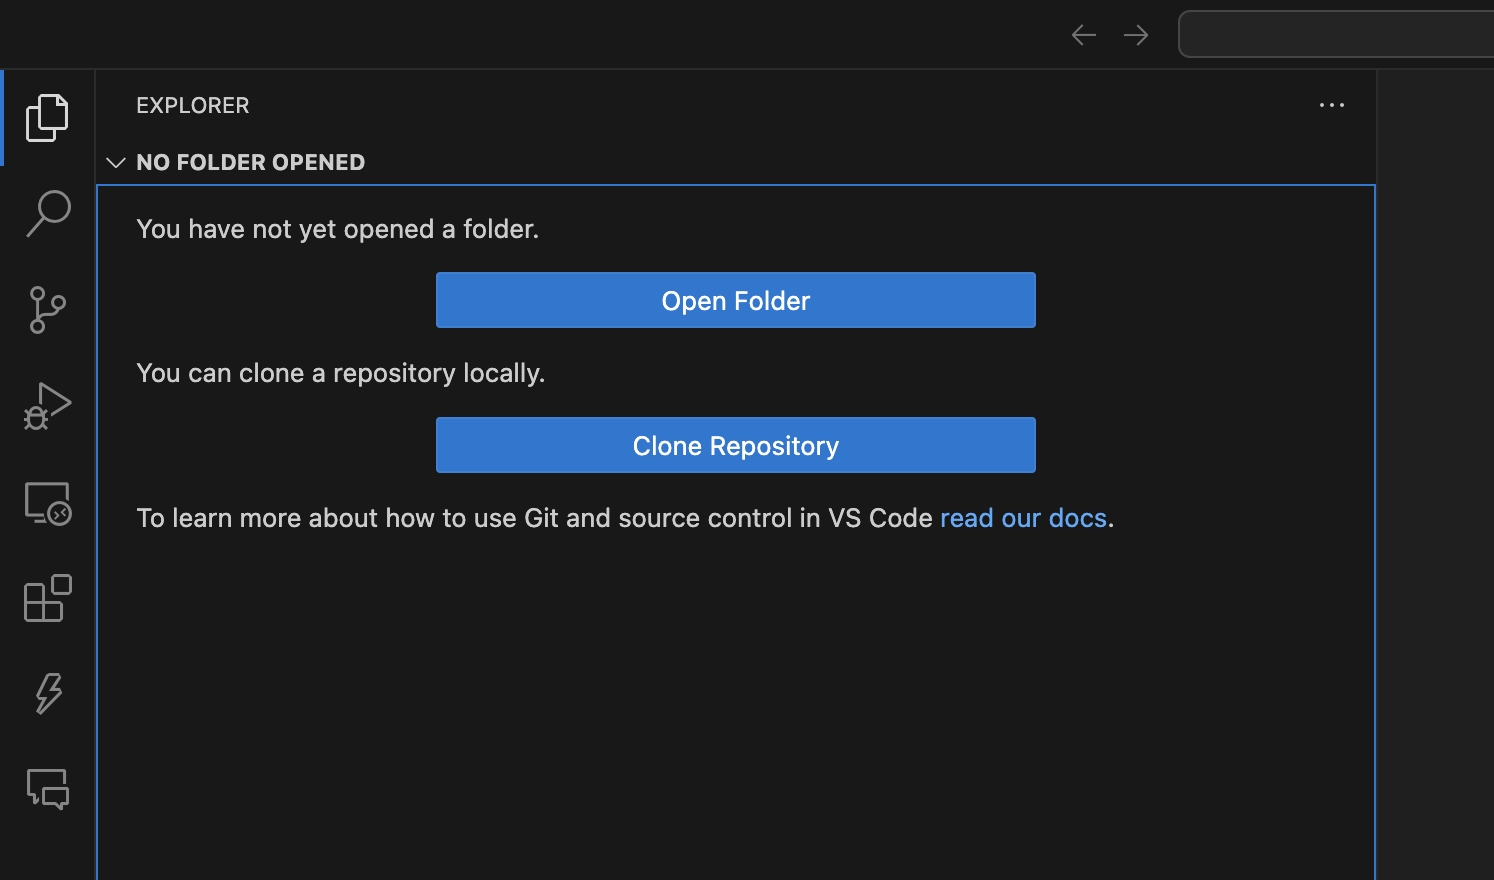 EXPLORER
NO FOLDER OPENED
You have not yet opened a folder.
Open Folder
You can clone a repository locally.
Clone Repository
To learn more about how to use Git and source control in VS Code read our docs.